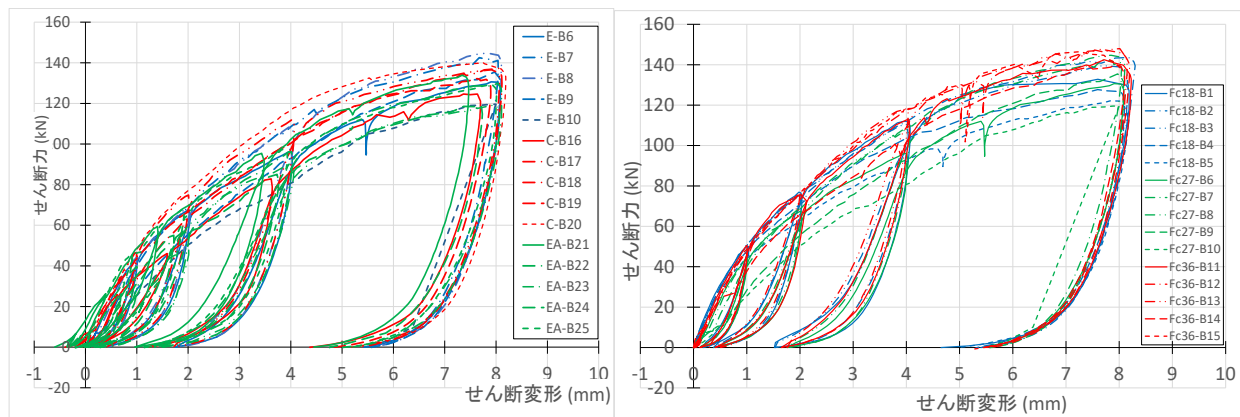 160
140
120
00
80
60
40
20
0
-20
-1 0 1 2 3 4 5 6 7 8 9 10
せん断力 (kN)
せん断変形 (mm)
E-B6
E-B7
E-B8
E-B9
E-B10
C-B16
C-B17
C-B18
C-B19
C-B20
EA-B21
EA-B22
EA-B23
EA-B24
EA-B25
160
140
120
100
80
60
40
20
0
-20
0 1 2 3 4 5 6 7 8 9 10
せん断力 (kN)
せん断変形 (mm)
Fc18-B1
Fc18-B2
Fc18-B3
Fc18-B4
Fc18-B5
Fc27-B6
Fc27-B7
Fc27-B8
Fc27-B9
Fc27-B10
Fc36-B11
Fc36-B12
Fc36-B13
Fc36-B14
Fc36-B15